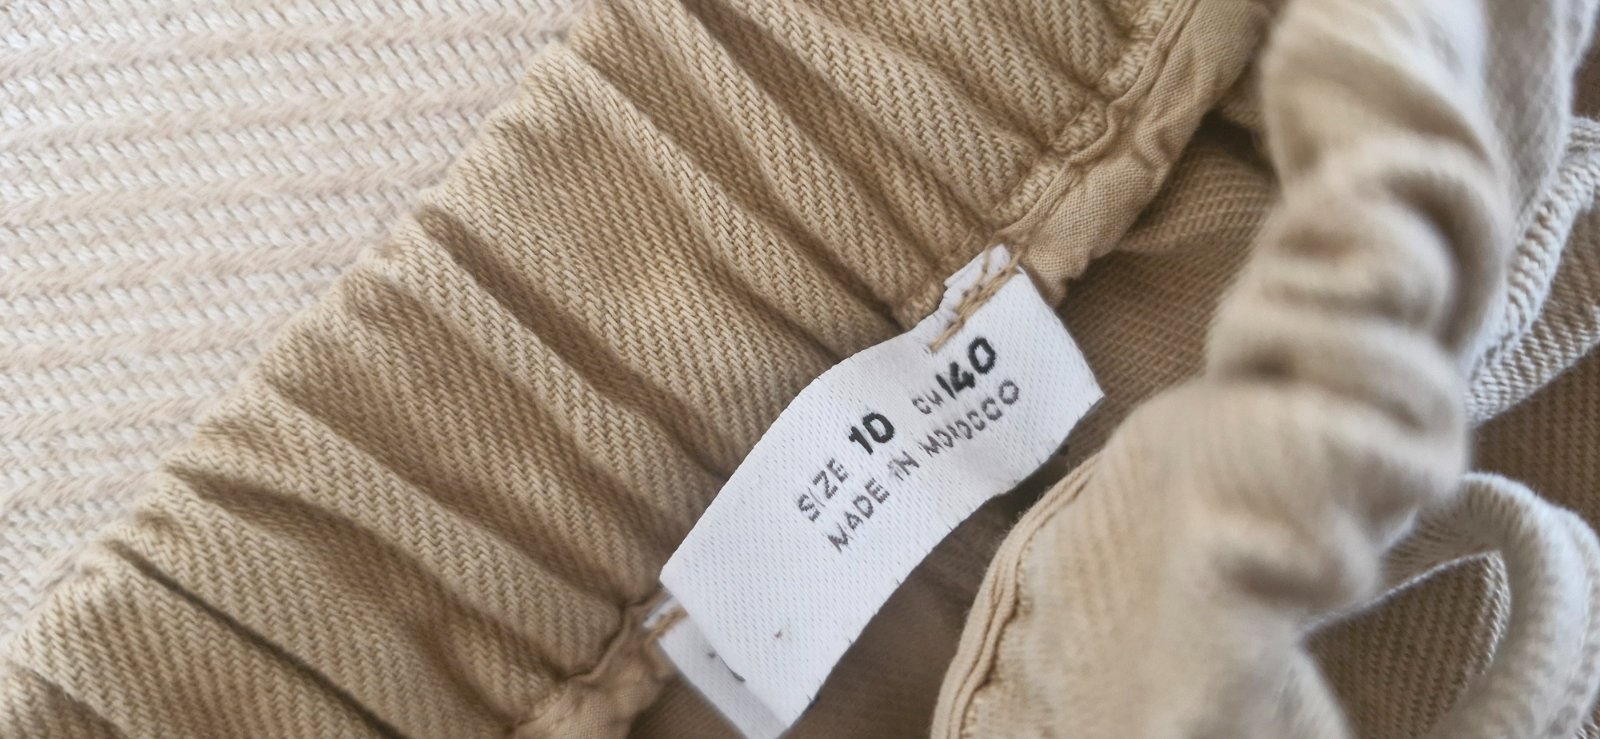 SIZE 10 CM 140
MADE IN MOROCCO